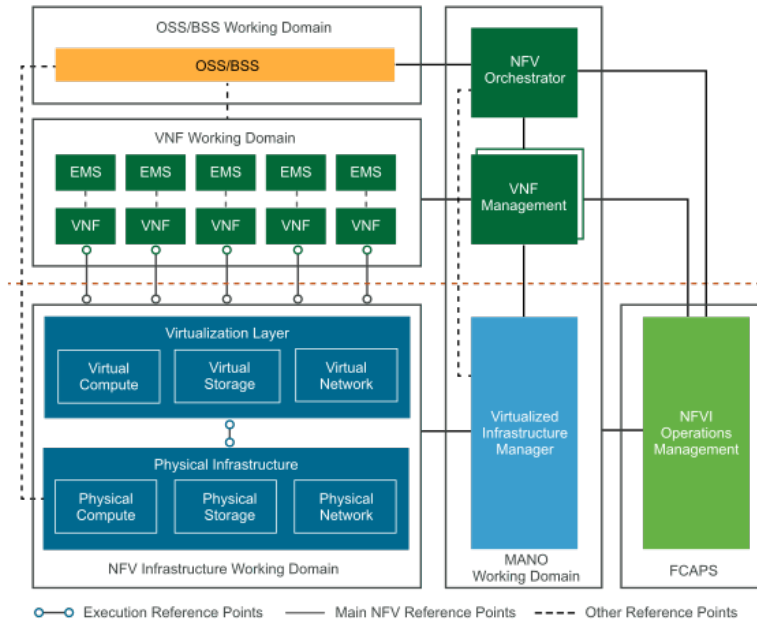 OSS/BSS Working Domain
OSS/BSS
NFV
Orchestrator
VNF Working Domain
EMS EMS EMS EMS EMS
VNF VNF VNF VNF VNF
VNF
Management
Virtualization Layer
Virtual
Compute
Virtual
Storage
Virtual
Network
Physical Infrastructure
Physical
Compute
Physical
Storage
Physical
Network
NFV Infrastructure Working Domain
Virtualized
Infrastructure
Manager
MANO
Working Domain
NFVI
Operations
Management
FCAPS
Execution Reference Points
Main NFV Reference Points
Other Reference Points